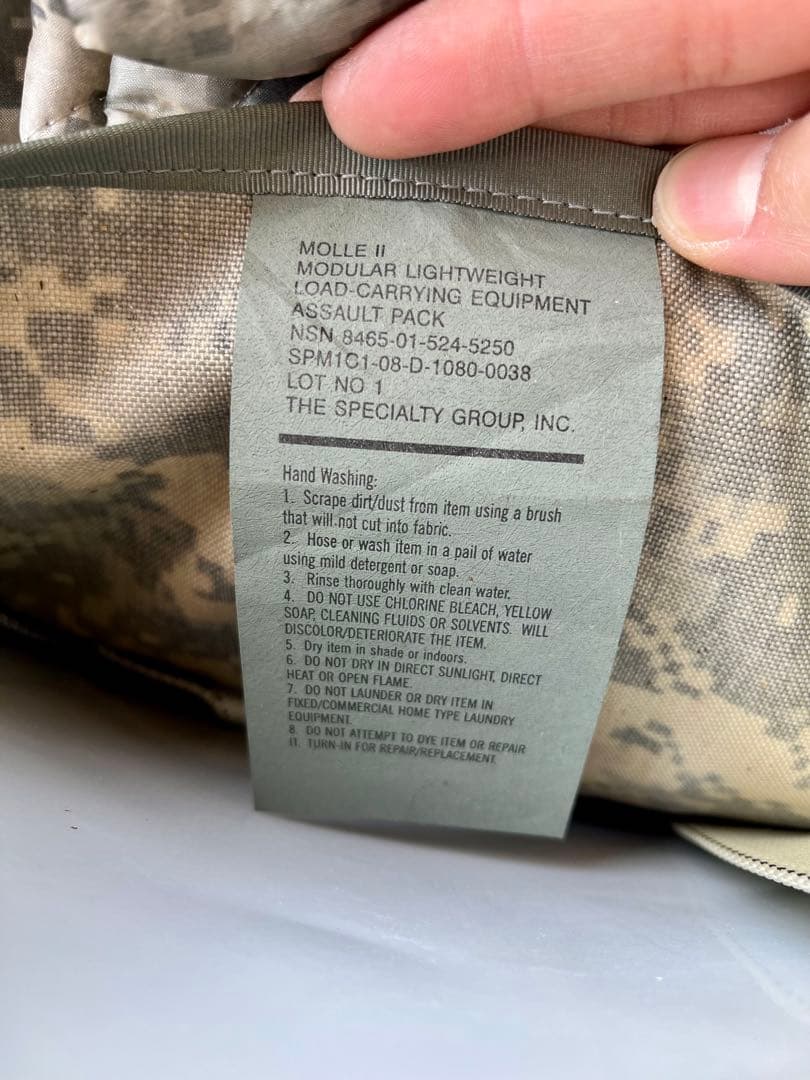 MOLLE II
MODULAR LIGHTWEIGHT
LOAD-CARRYING EQUIPMENT
ASSAULT PACK
NSN 8465-01-524-5250
SPM1C1-08-D-1080-0038
LOT NO 1
THE SPECIALTY GROUP, INC.
Hand Washing:
1. Scrape dirt/dust from item using a brush
that will not cut into fabric.
2. Hose or wash item in a pail of water
using mild detergent or soap.
3. Rinse thoroughly with clean water.
4. DO NOT USE CHLORINE BLEACH, YELLOW
SOAP, CLEANING FLUIDS OR SOLVENTS. WILL
DISCOLOR/DETERIORATE THE ITEM.
5. Dry item in shade or indoors.
6. DO NOT DRY IN DIRECT SUNLIGHT, DIRECT
HEAT OR OPEN FLAME.
7. DO NOT LAUNDER OR DRY ITEM IN
FIXED/COMMERCIAL HOME TYPE LAUNDRY
EQUIPMENT.
8. DO NOT ATTEMPT TO DYE ITEM OR REPAIR
IT. TURN-IN FOR REPAIR/REPLACEMENT.